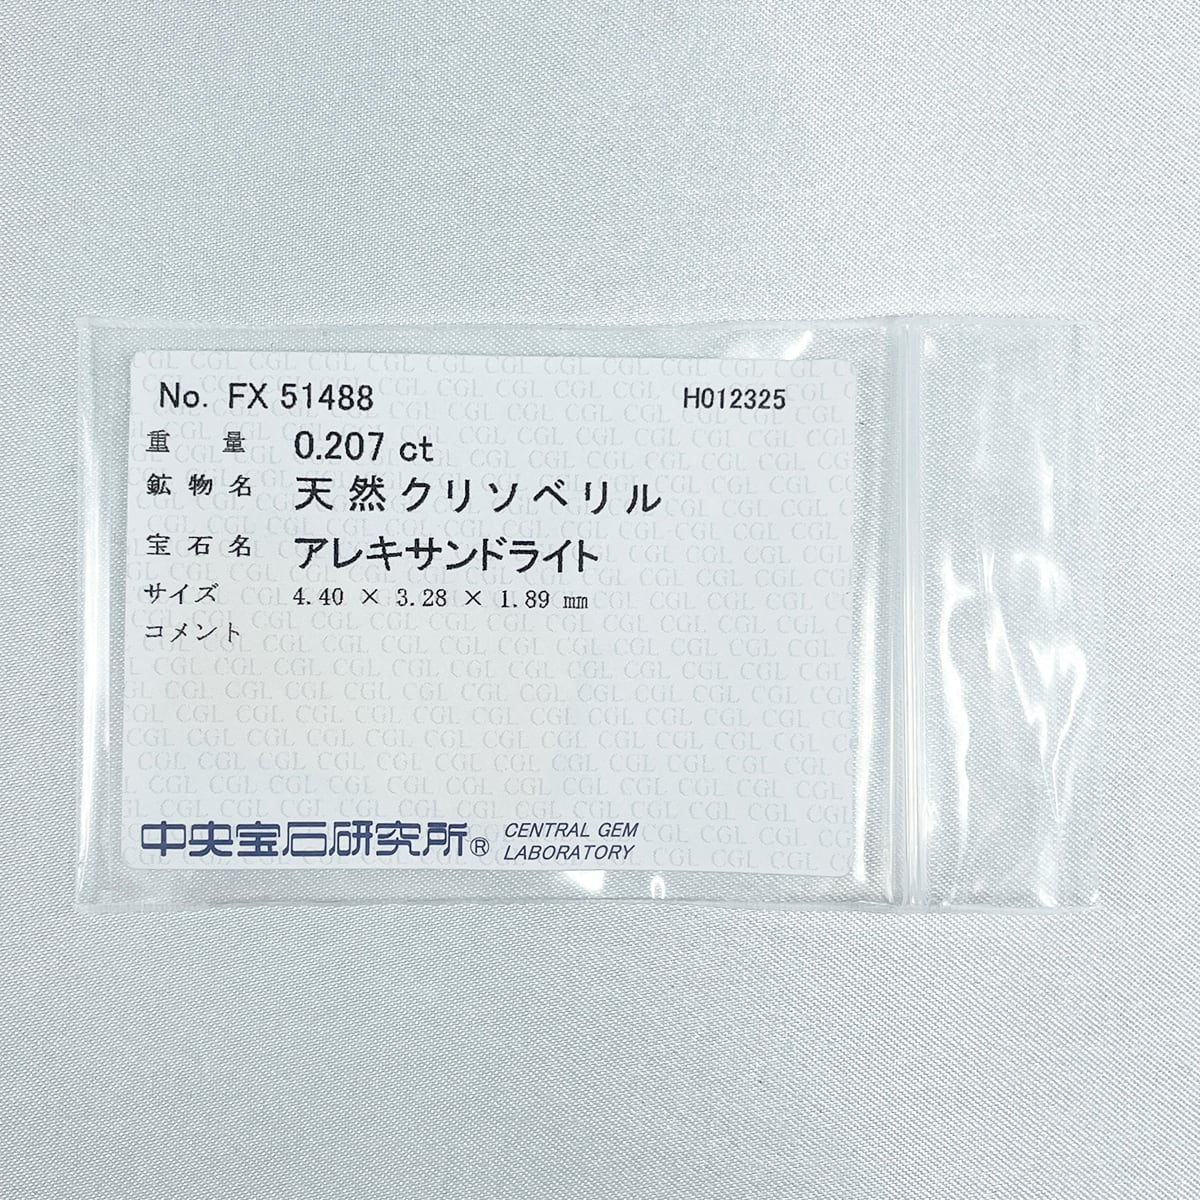 No. FX 51488 H012325
重量 0.207 ct
鉱物名 天然クリソベリル
宝石名 アレキサンドライト
サイズ 4.40 × 3.28 × 1.89 mm
コメント
中央宝石研究所® CENTRAL GEM
LABORATORY